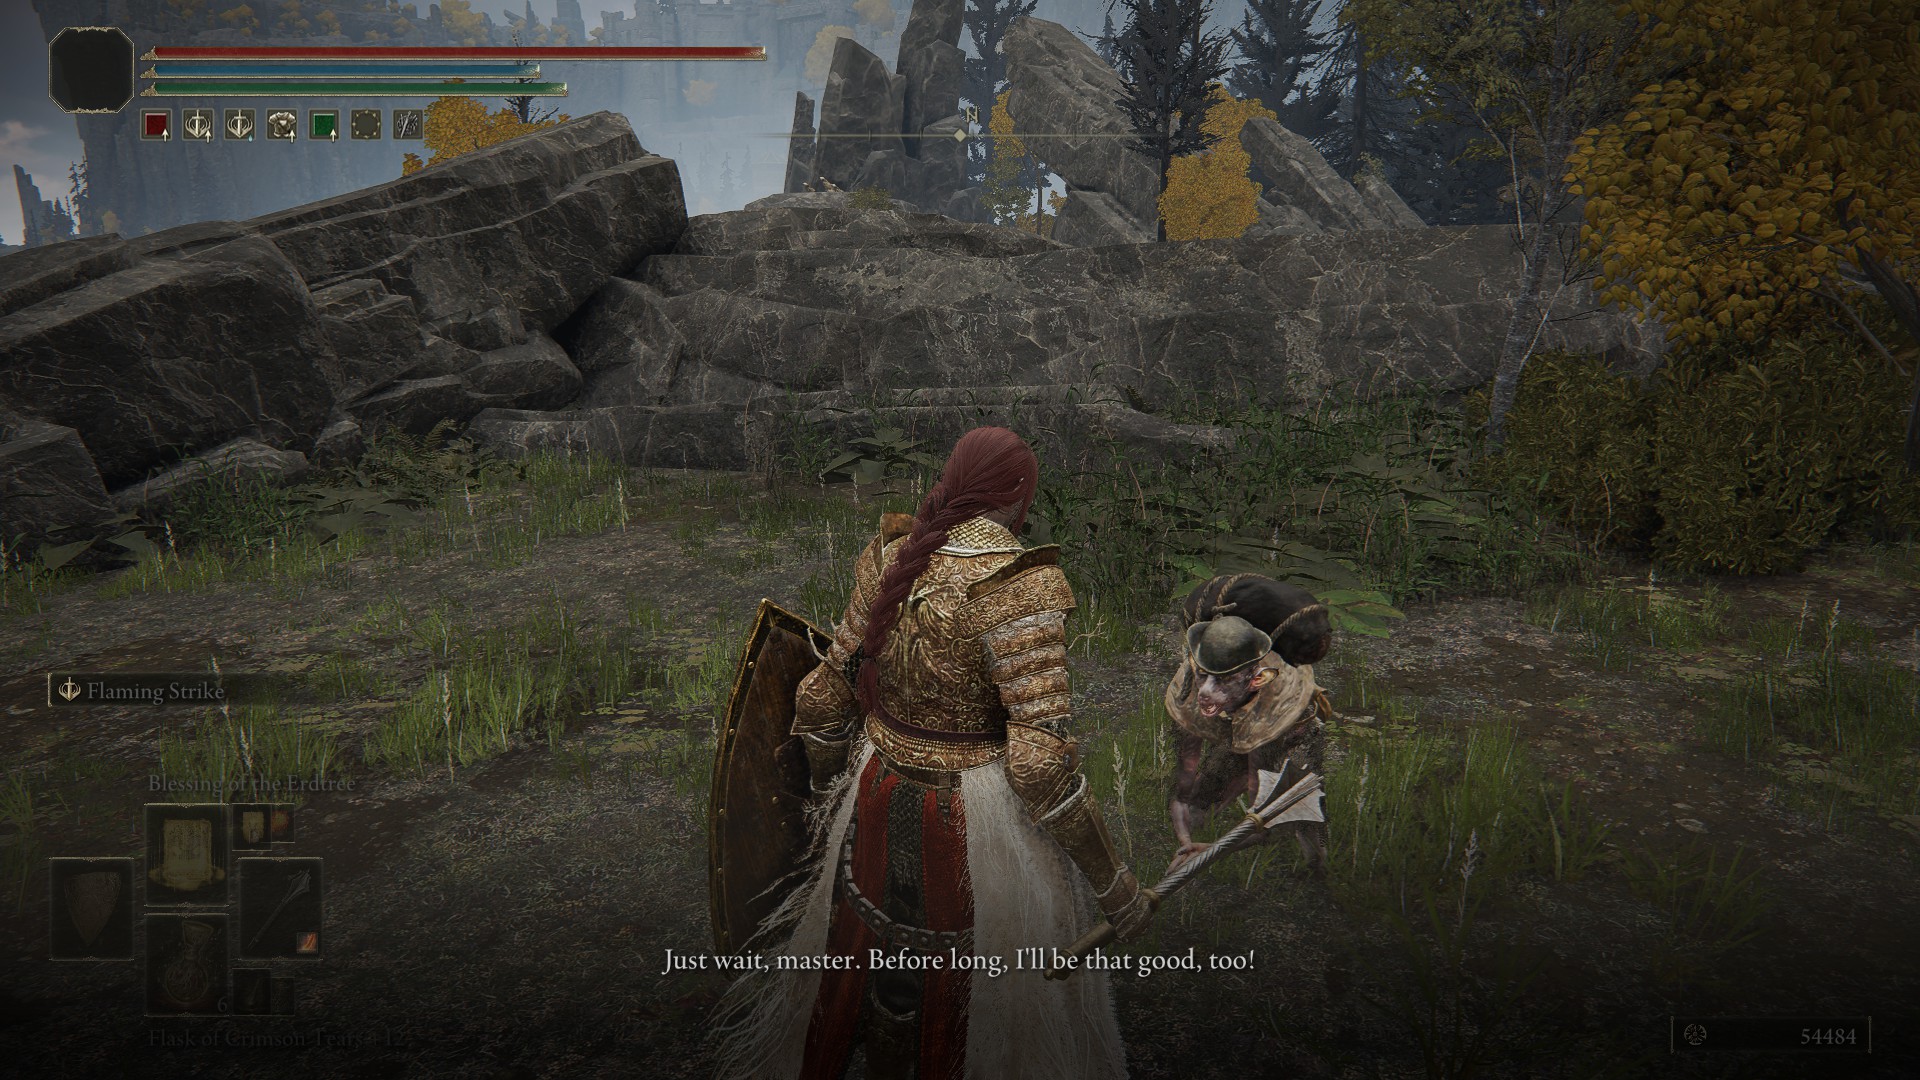 N
Flaming Strike
Blessing of the Erdtree
6
Flask of Crimson Tears +12
Just wait, master. Before long, I'll be that good, too!
54484